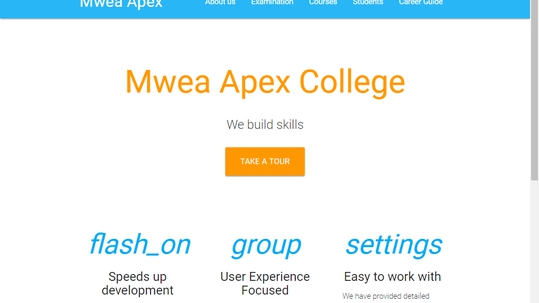 Mwea Apex
About us Examination Courses Students Career Guide
Mwea Apex College
We build skills
TAKE A TOUR
flash_on group settings
Speeds up development
User Experience Focused
Easy to work with
We have provided detailed